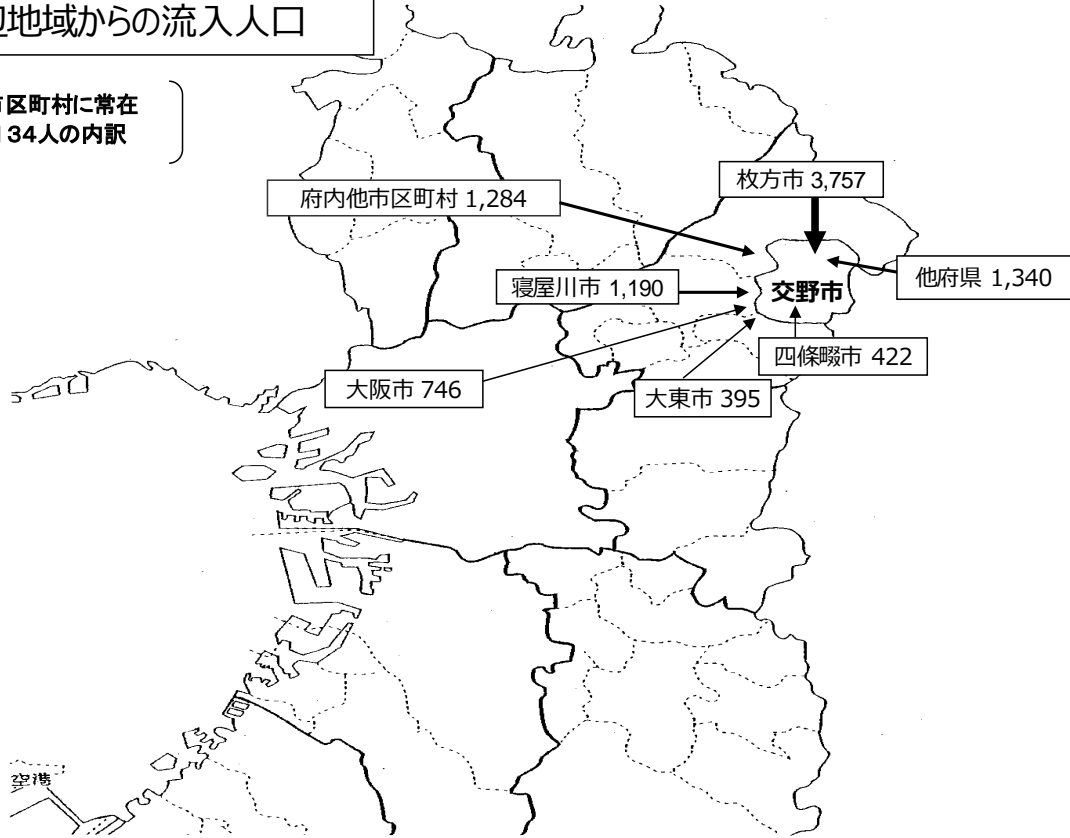 辺地域からの流入人口
市区町村に常在
134人の内訳
枚方市 3,757
府内他市区町村 1,284
他府県 1,340
寝屋川市 1,190
交野市
四條畷市 422
大阪市 746
大東市 395
空港